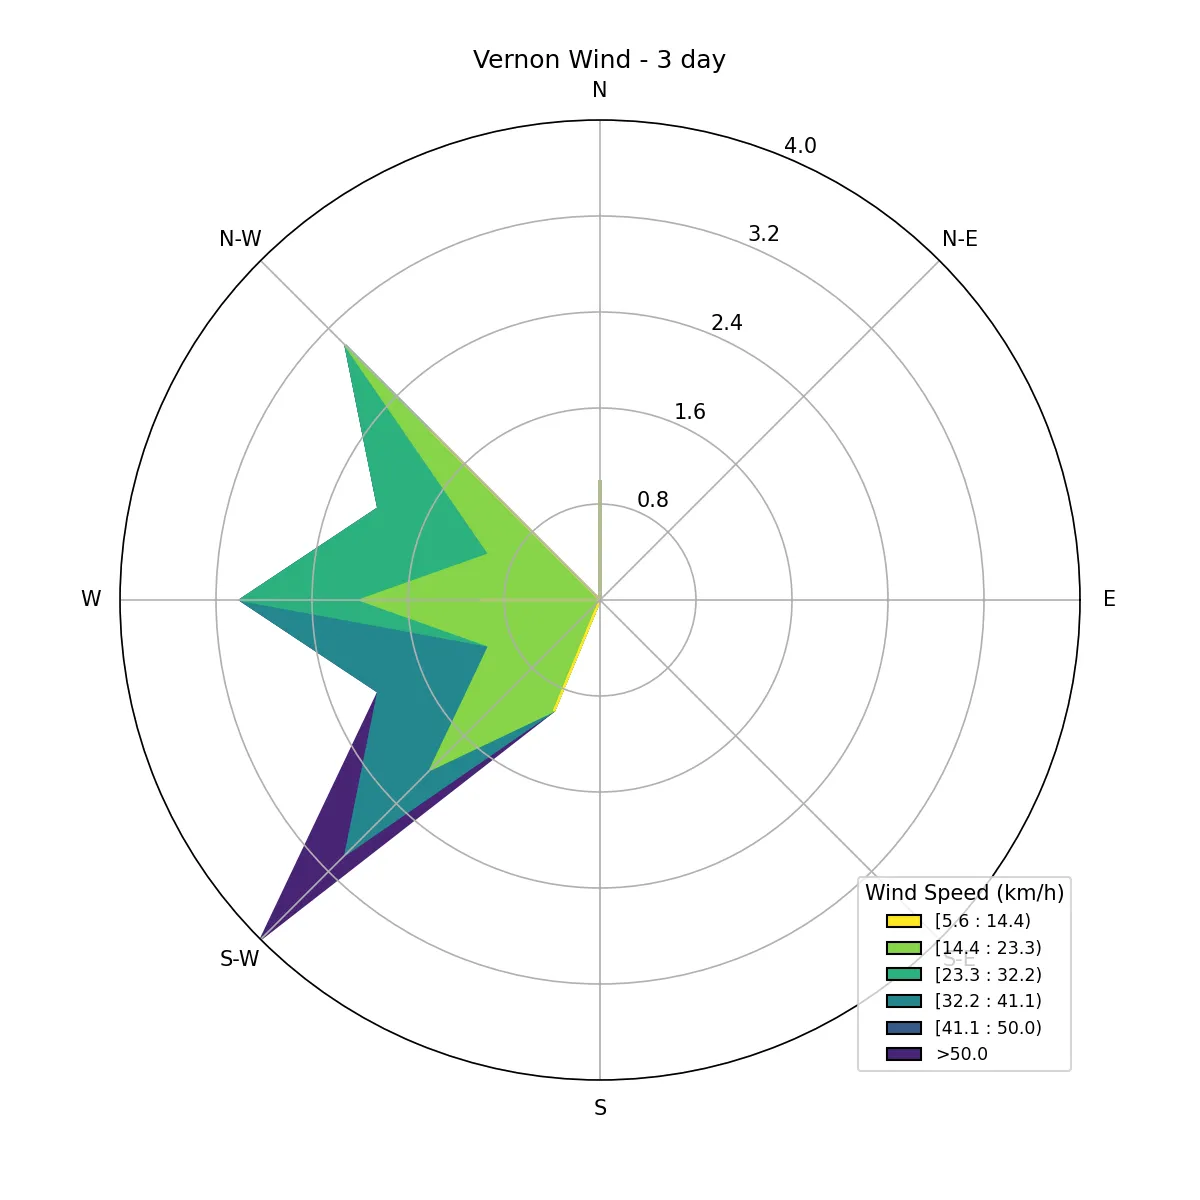 Vernon Wind - 3 day
N
4.0
N-W
N-E
3.2
2.4
1.6
0.8
W
E
Wind Speed (km/h)
[5.6 : 14.4)
[14.4 : 23.3)
S-W
S-E
[23.3 : 32.2)
[32.2 : 41.1)
[41.1 : 50.0)
>50.0
S